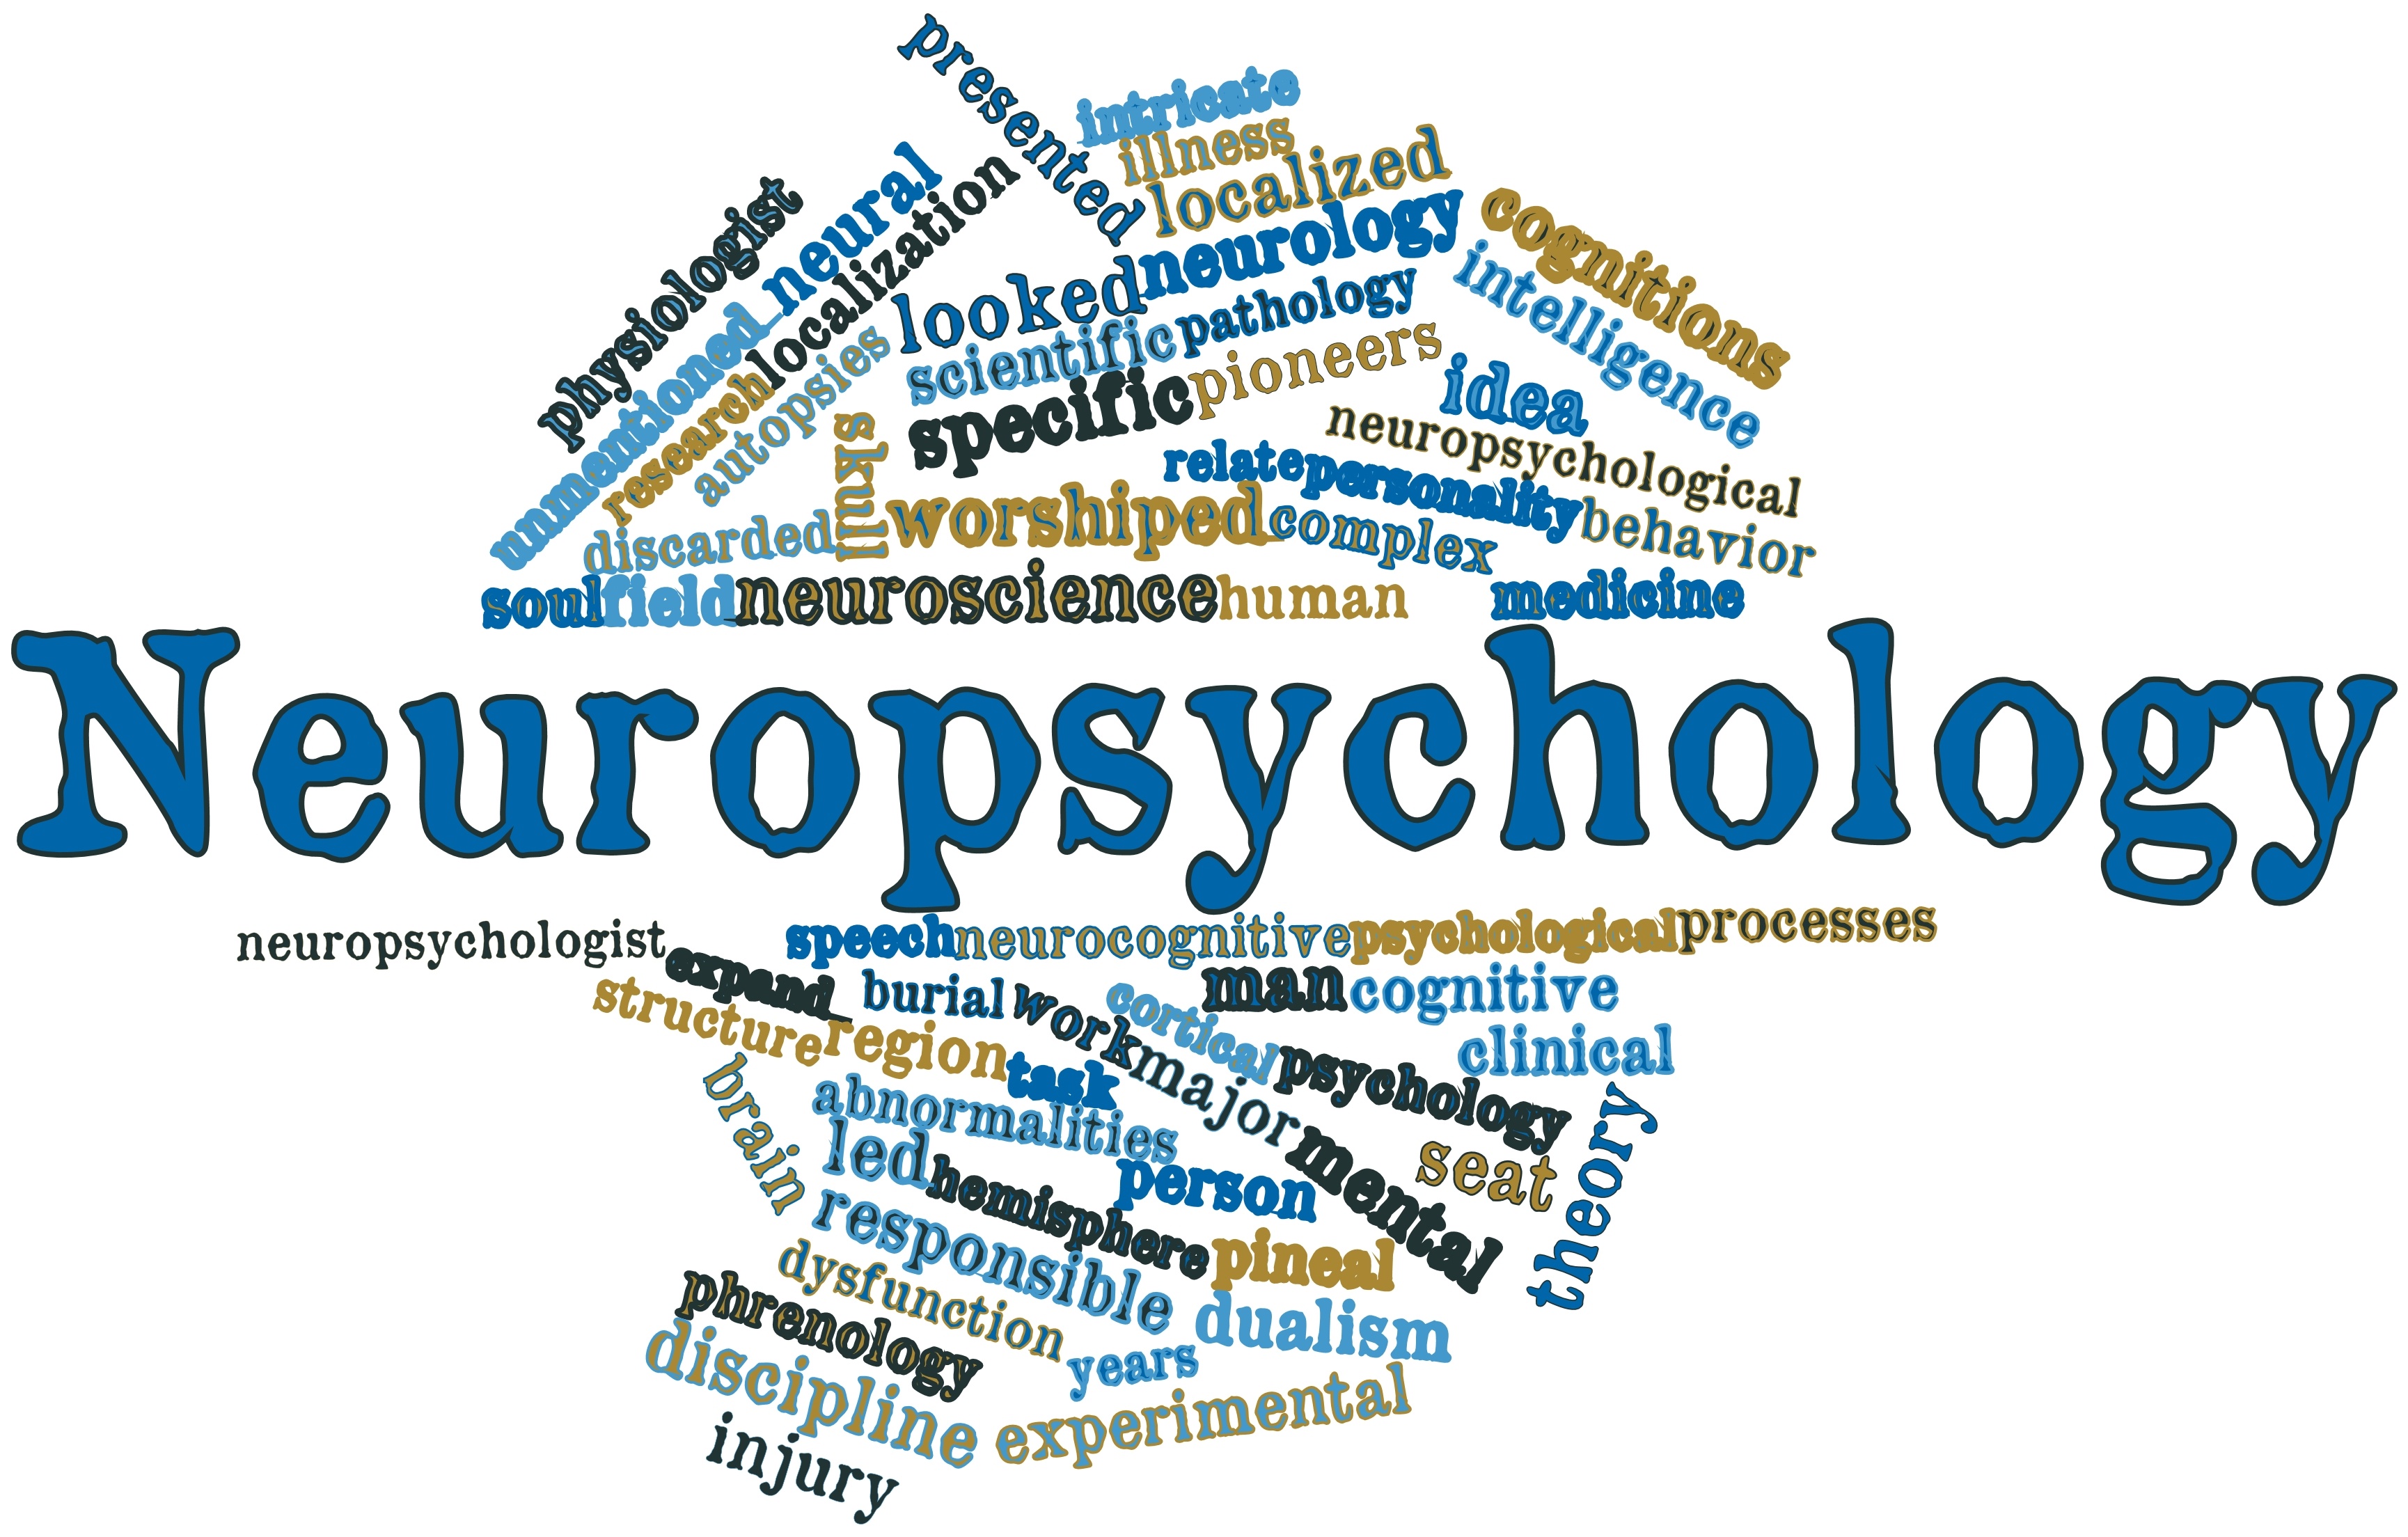 presented
intricate
illness
localized
physiologist
neural
localization
neurology
cognitions
looked
pathology
intelligence
scientific
pioneers
specific
idea
neuropsychological
research
autopsies
skull
relate
personality
behavior
discarded
worshiped
complex
soul
field
neuroscience
human
medicine
Neuropsychology
neuropsychologist
speech
neurocognitive
psychological
processes
expand
burial
work
cortical
man
cognitive
structure
region
task
major
psychology
clinical
brain
abnormalities
led
hemisphere
person
mental
seat
theory
responsible
pineal
dysfunction
phrenology
dualism
years
discipline
experimental
injury